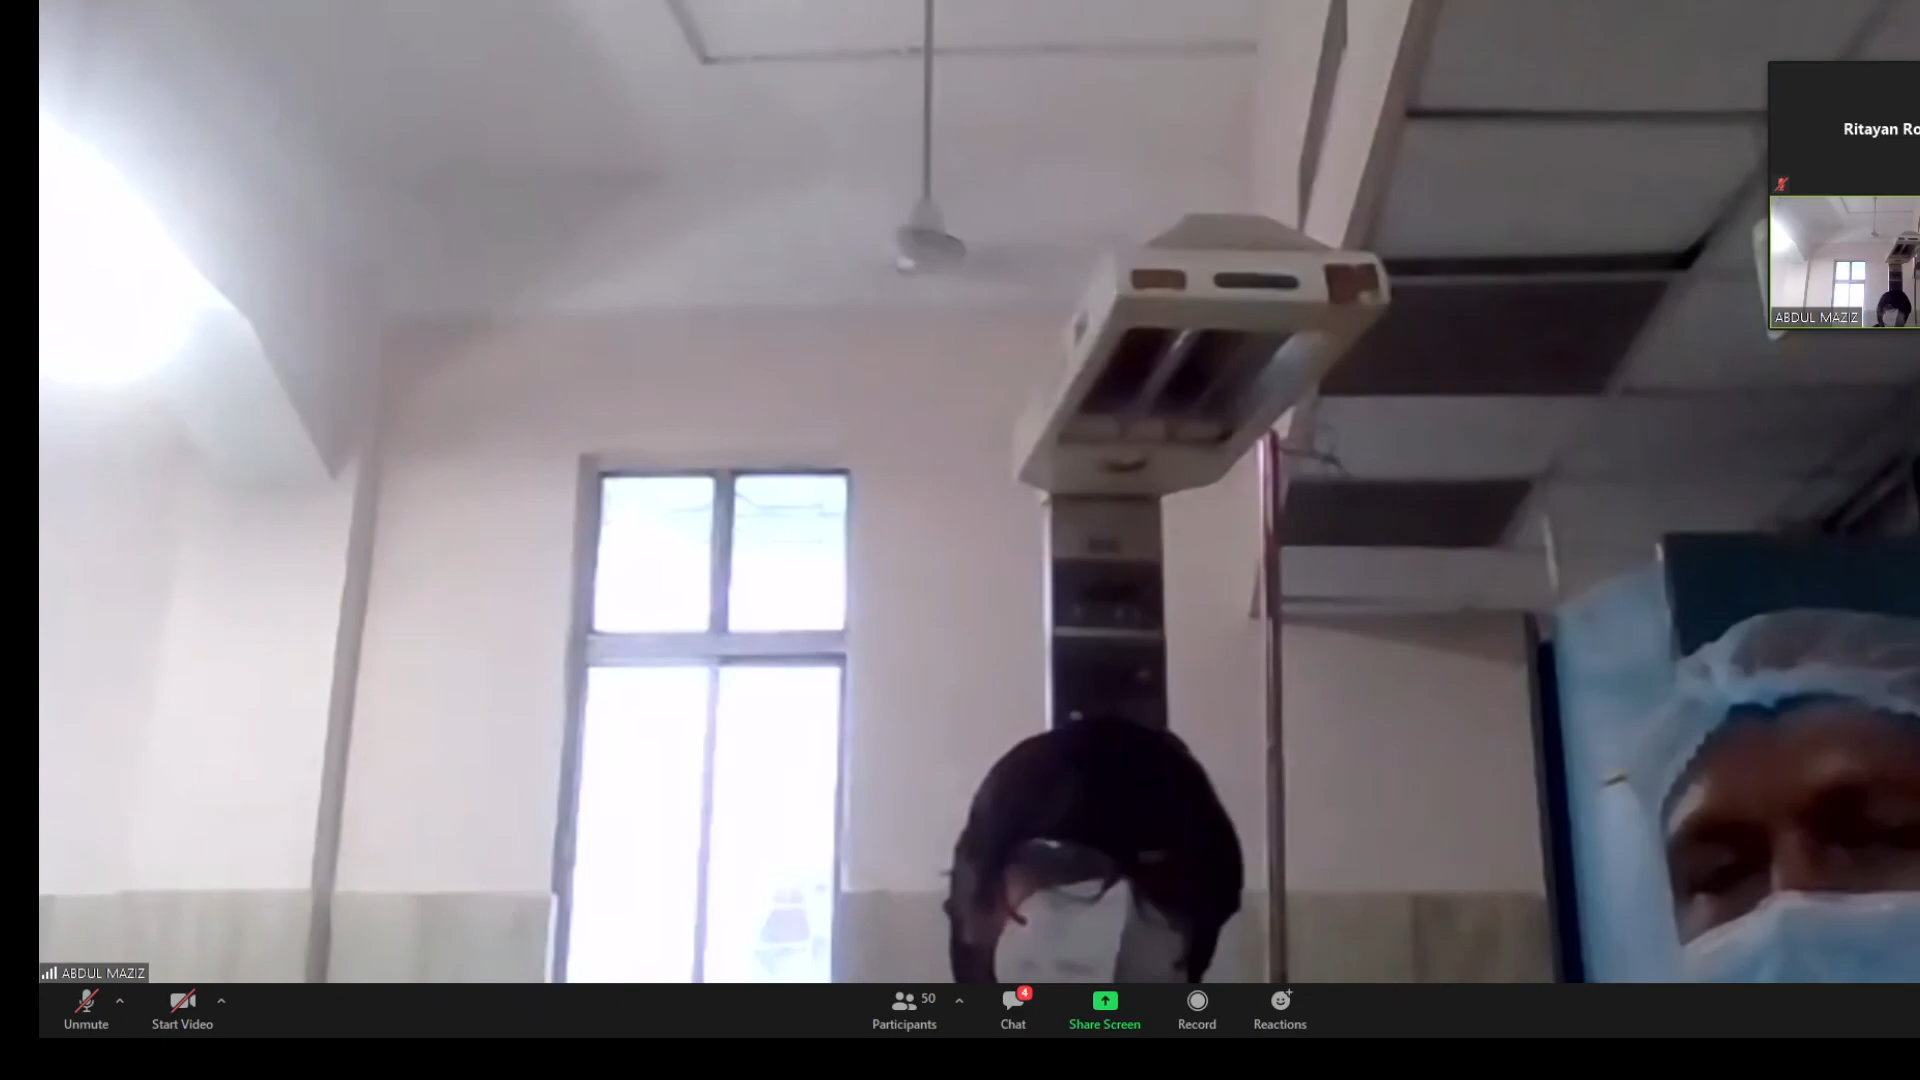 Ritayan Ro
ABDUL MAZIZ
ABDUL MAZIZ
Unmute
Start Video
50
Participants
4
Chat
Share Screen
Record
Reactions